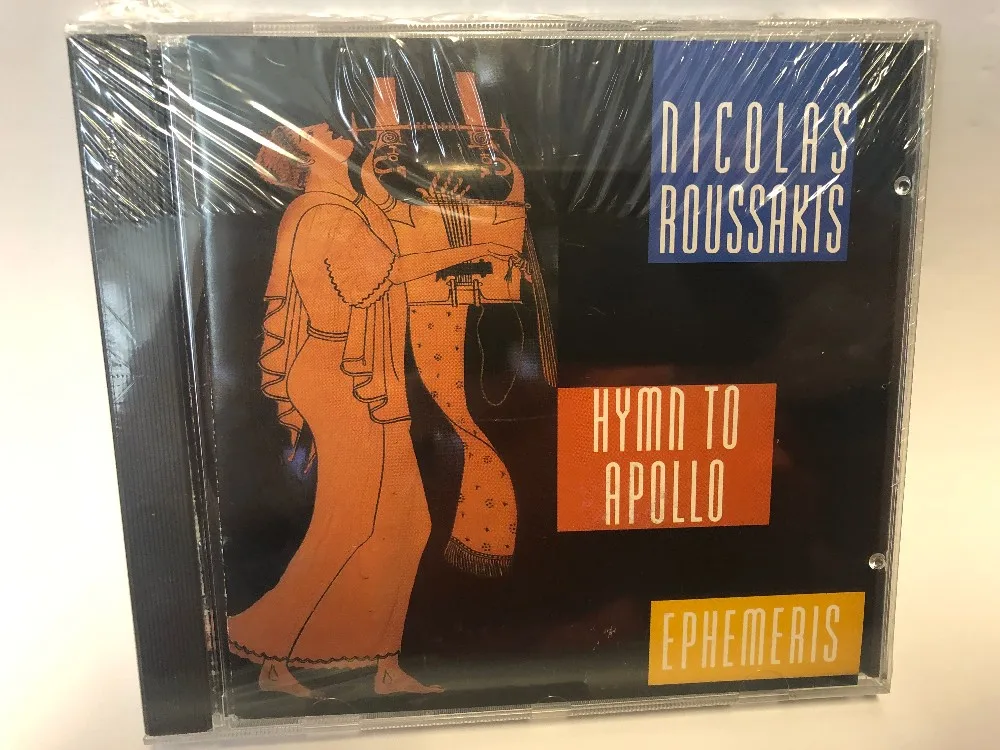 NICOLAS
ROUSSAKIS
HYMN TO
APOLLO
EPHEMERIS